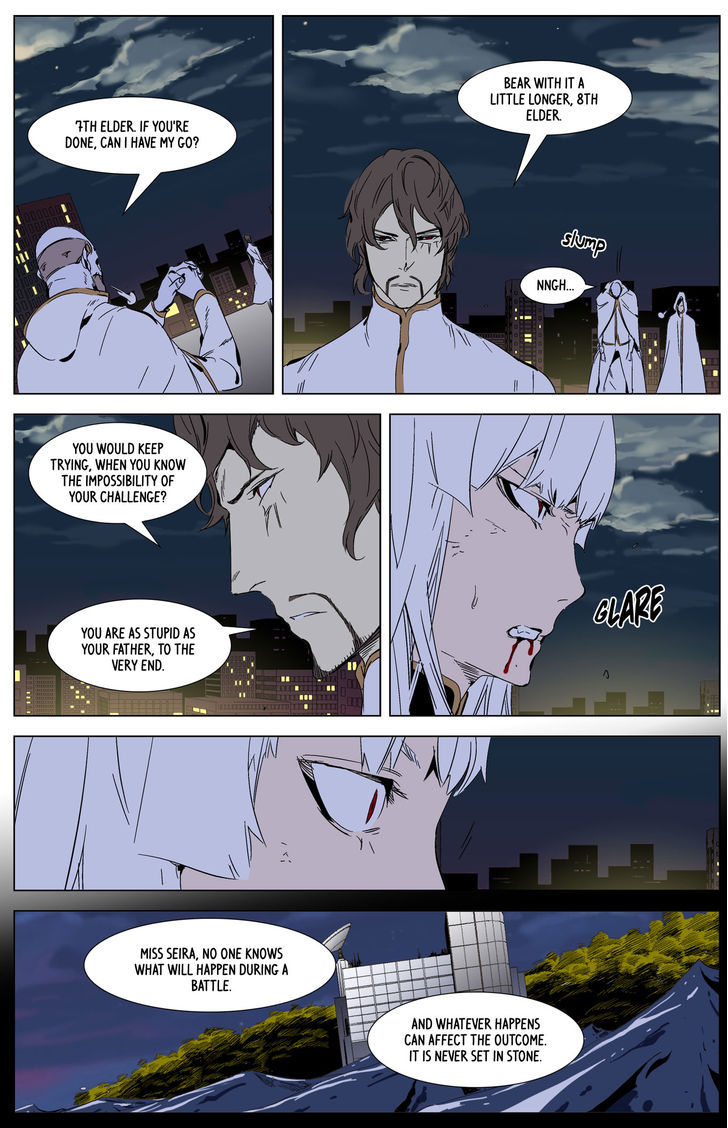 7TH ELDER. IF YOU'RE
DONE, CAN I HAVE MY GO?
BEAR WITH IT A
LITTLE LONGER, 8TH
ELDER.
slump
NNGH...
YOU WOULD KEEP
TRYING, WHEN YOU KNOW
THE IMPOSSIBILITY OF
YOUR CHALLENGE?
YOU ARE AS STUPID AS
YOUR FATHER, TO THE
VERY END.
GLARE
MISS SEIRA, NO ONE KNOWS
WHAT WILL HAPPEN DURING A
BATTLE.
AND WHATEVER HAPPENS
CAN AFFECT THE OUTCOME.
IT IS NEVER SET IN STONE.